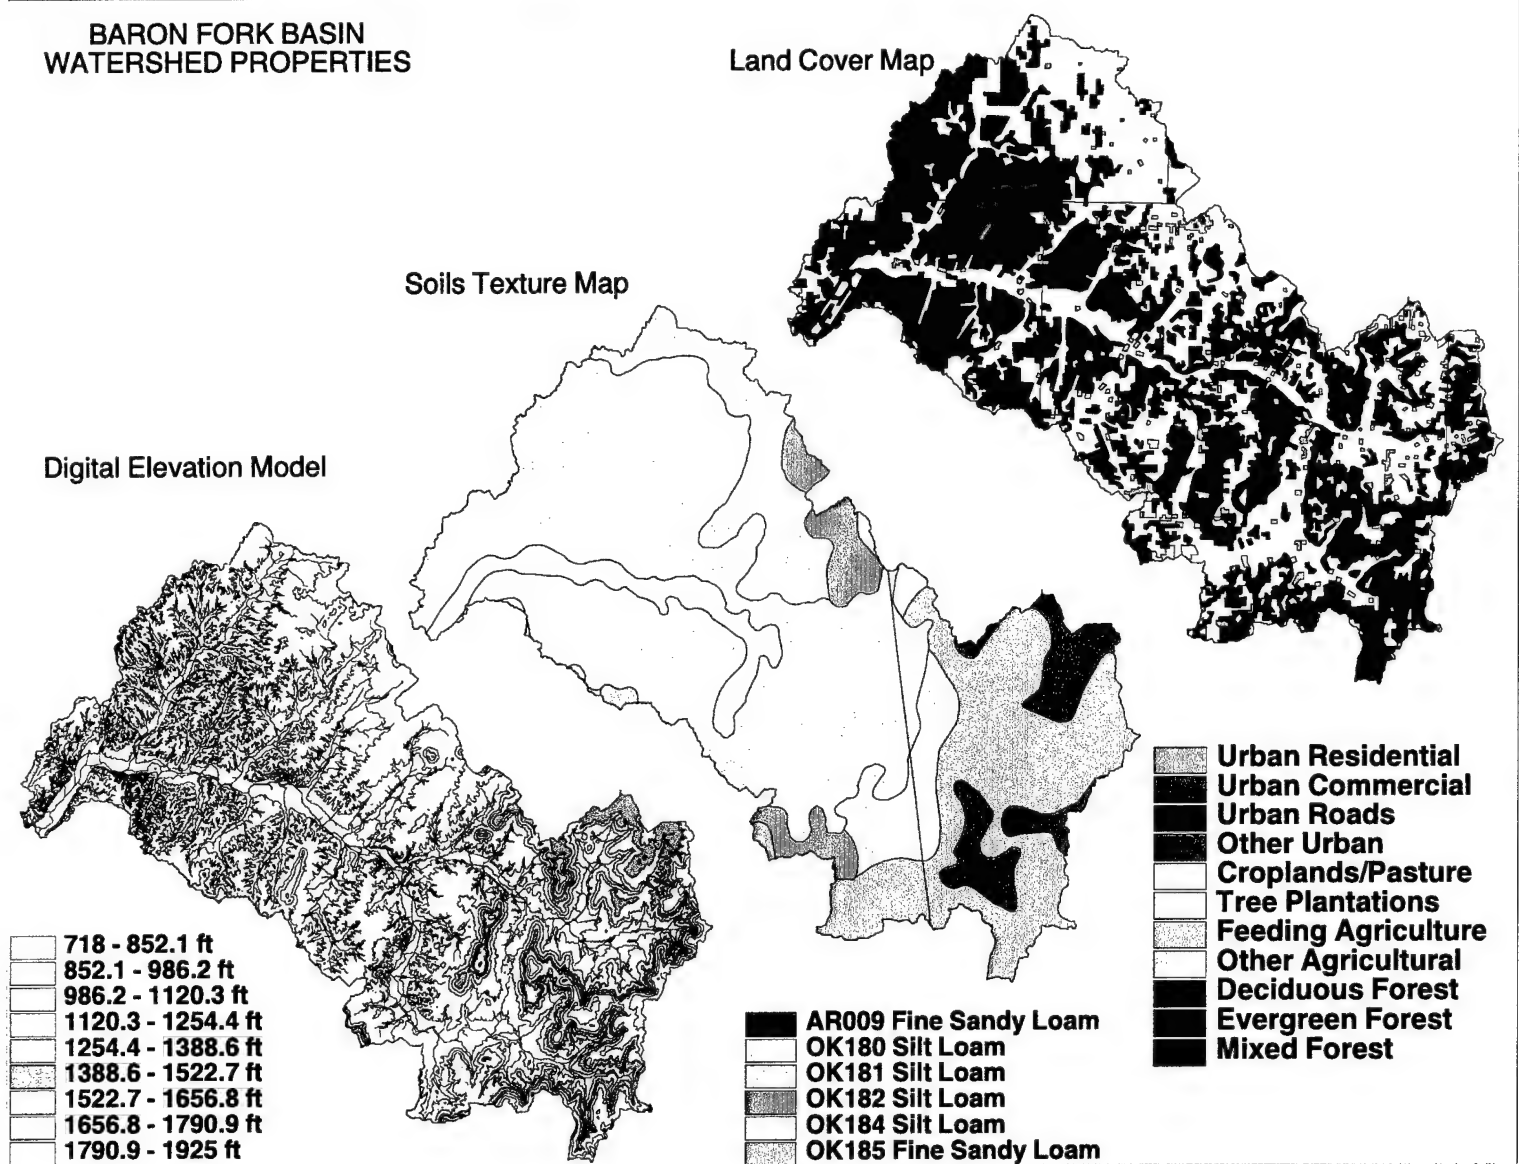 BARON FORK BASIN
WATERSHED PROPERTIES
Land Cover Map
Soils Texture Map
Digital Elevation Model
718 - 852.1 ft
852.1 - 986.2 ft
986.2 - 1120.3 ft
1120.3 - 1254.4 ft
1254.4 - 1388.6 ft
1388.6 - 1522.7 ft
1522.7 - 1656.8 ft
1656.8 - 1790.9 ft
1790.9 - 1925 ft
AR009 Fine Sandy Loam
OK180 Silt Loam
OK181 Silt Loam
OK182 Silt Loam
OK184 Silt Loam
OK185 Fine Sandy Loam
Urban Residential
Urban Commercial
Urban Roads
Other Urban
Croplands/Pasture
Tree Plantations
Feeding Agriculture
Other Agricultural
Deciduous Forest
Evergreen Forest
Mixed Forest